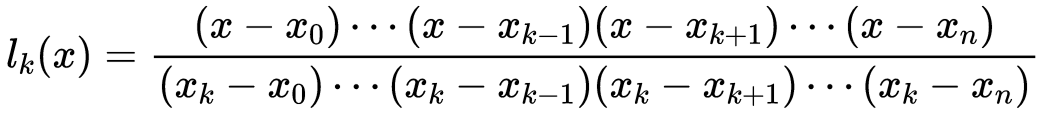 l_k(x) = \frac{(x - x_0) \cdots (x - x_{k-1})(x - x_{k+1}) \cdots (x - x_n)}{(x_k - x_0) \cdots (x_k - x_{k-1})(x_k - x_{k+1}) \cdots (x_k - x_n)}